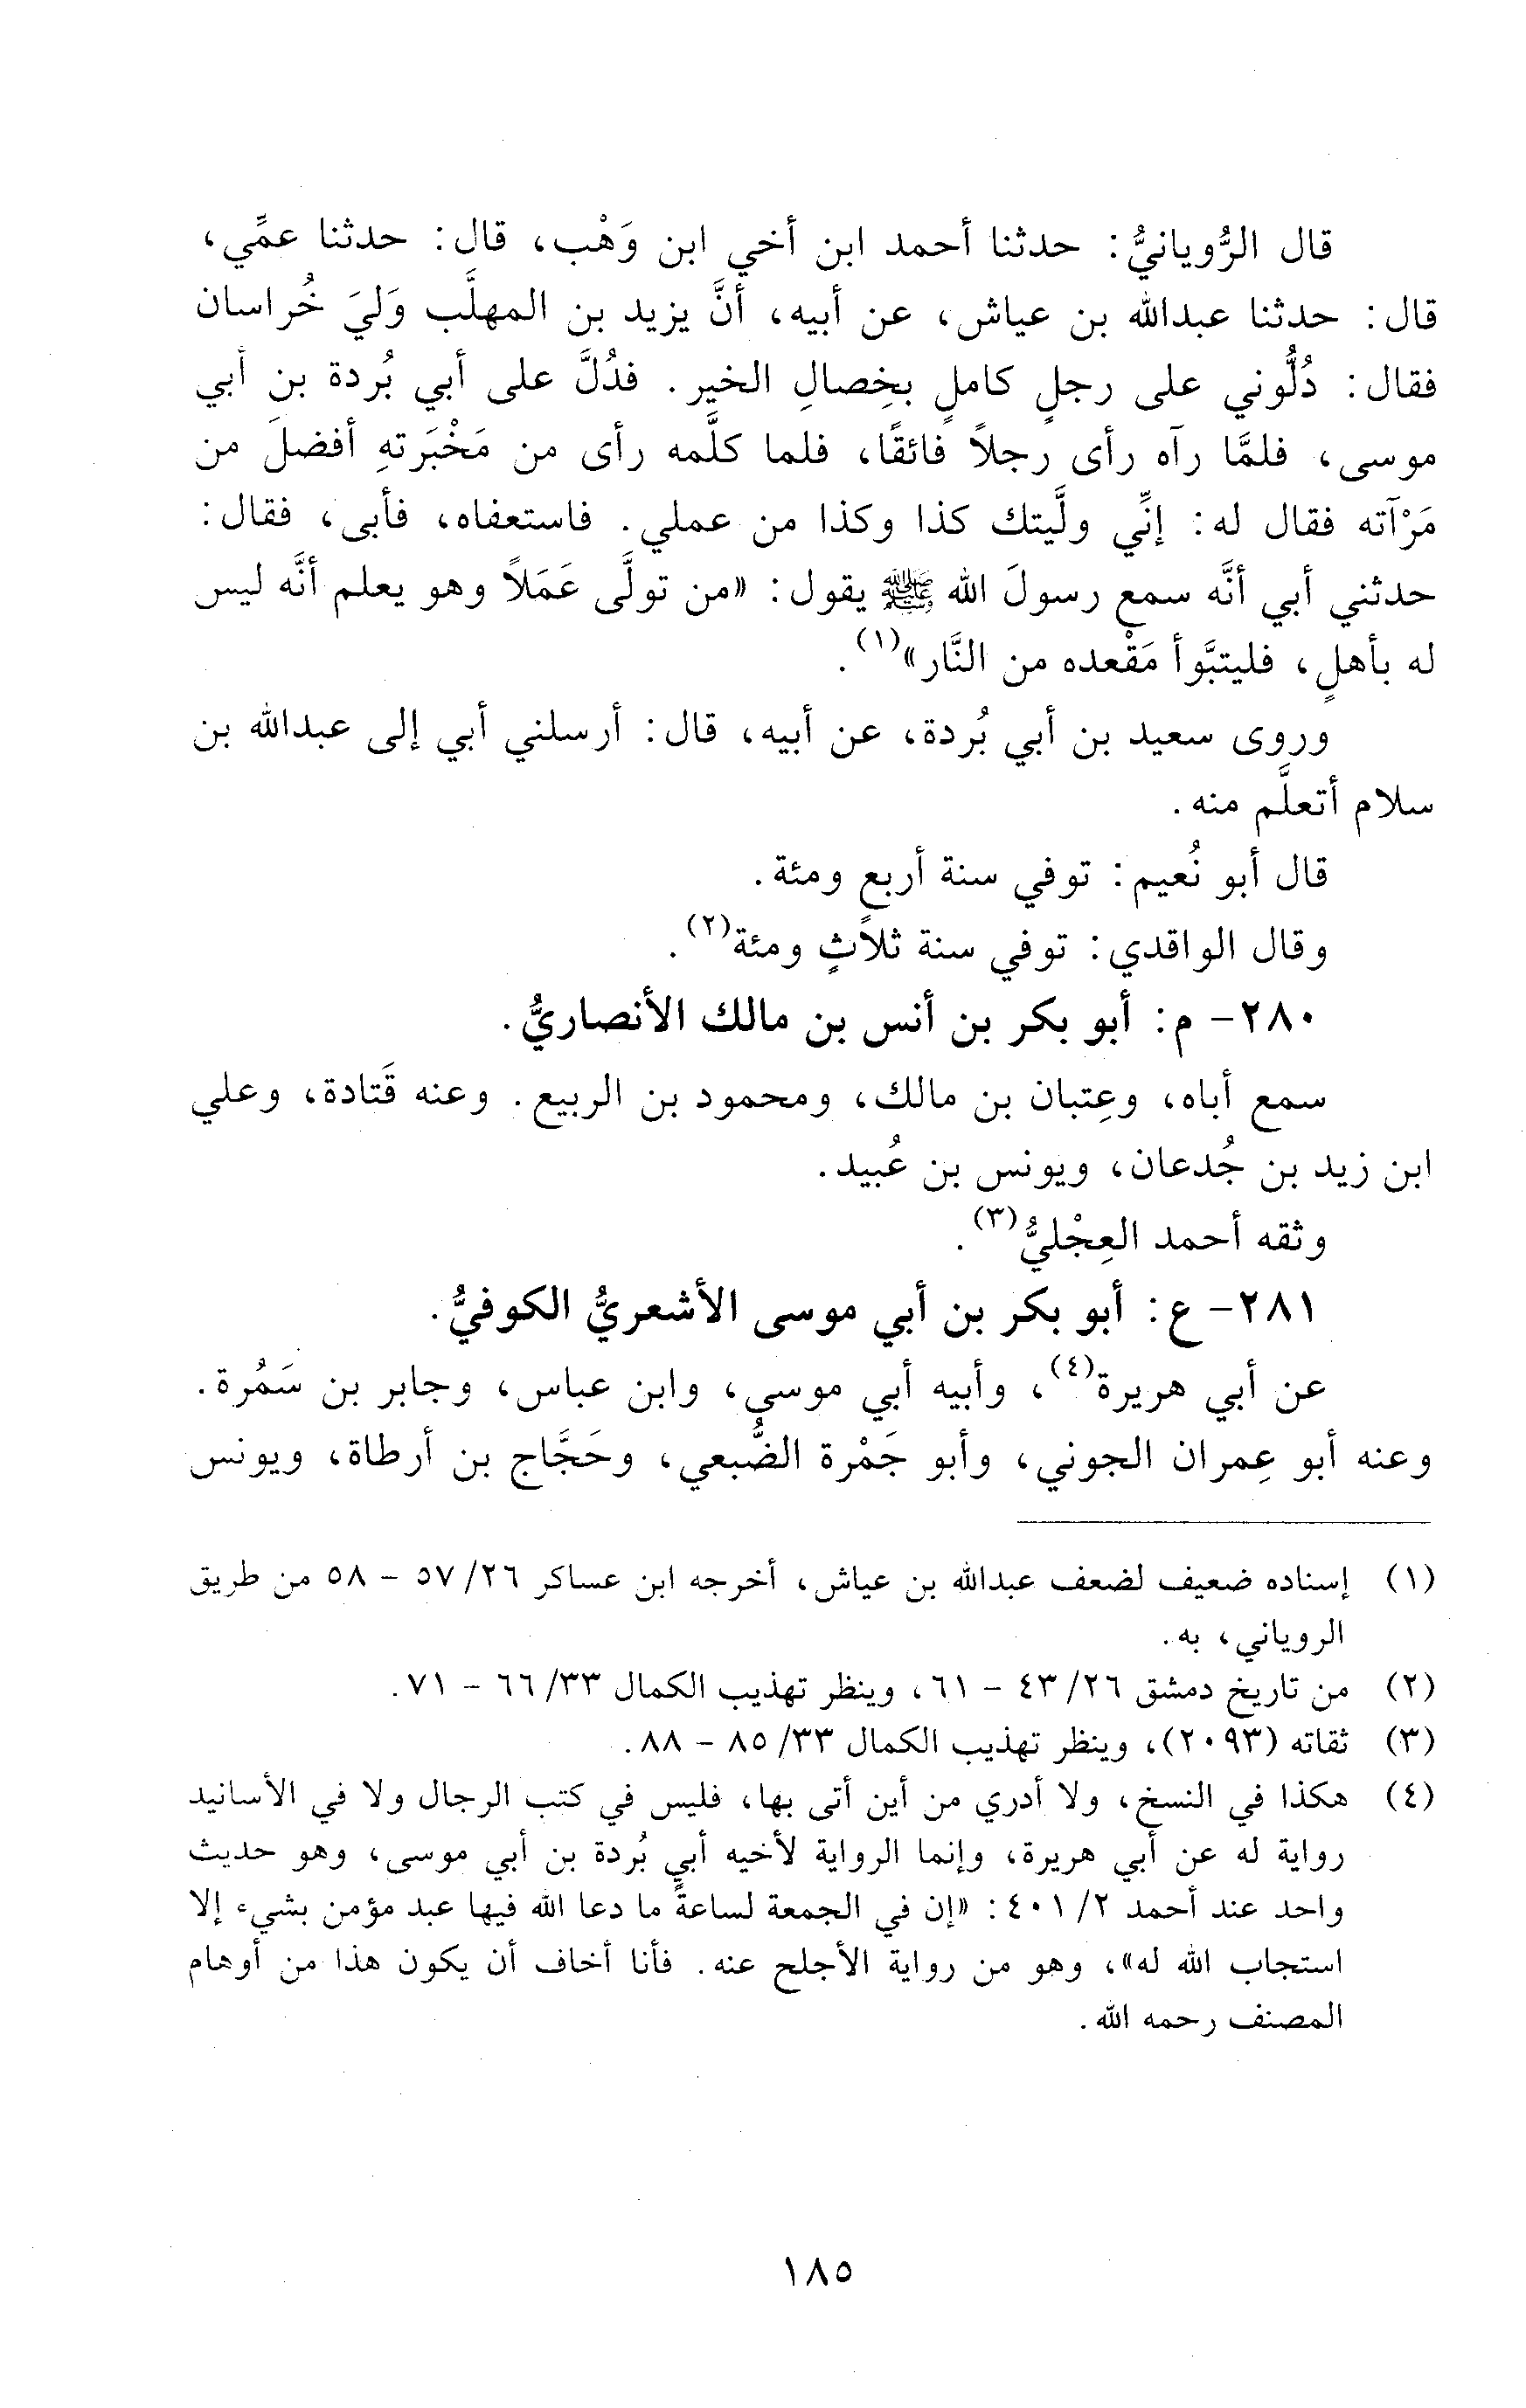 قال الرُّويانيُّ: حدثنا أحمد ابن أخي ابن وَهْب، قال: حدثنا عمِّي،
قال: حدثنا عبدالله بن عياش، عن أبيه، أنَّ يزيد بن المهلَّب وَليَ خُراسان
فقال: دُلُّوني على رجلٍ كاملٍ بخِصالِ الخير. فدُلَّ على أبي بُردة بن أبي
موسى، فلمَّا رآه رأى رجلاً فائقًا، فلما كلَّمه رأى من مَخْبَرتهِ أفضلَ من
مَرْآته فقال له: إنِّي ولَّيتك كذا وكذا من عملي. فاستعفاه، فأبى، فقال:
حدثني أبي أنَّه سمع رسولَ الله ﷺ يقول: «من تولَّى عَمَلاً وهو يعلم أنَّه ليس
له بأهلٍ، فليتبَّوأ مَقْعده من النَّار»(١).
وروى سعيد بن أبي بُردة، عن أبيه، قال: أرسلني أبي إلى عبدالله بن
سلام أتعلَّم منه.
قال أبو نُعيم: توفي سنة أربع ومئة.
وقال الواقدي: توفي سنة ثلاثٍ ومئة(٢).
٢٨٠- م: أبو بكر بن أنس بن مالك الأنصاريُّ.
سمع أباه، وعِتبان بن مالك، ومحمود بن الربيع. وعنه قَتادة، وعلي
ابن زيد بن جُدعان، ويونس بن عُبيد.
وثقه أحمد العِجْليُّ(٣).
٢٨١- ع: أبو بكر بن أبي موسى الأشعريُّ الكوفيُّ.
عن أبي هريرة(٤)، وأبيه أبي موسى، وابن عباس، وجابر بن سَمُرة.
وعنه أبو عِمران الجوني، وأبو جَمْرة الضُّبعي، وحَجَّاج بن أرطاة، ويونس
(١) إسناده ضعيف لضعف عبدالله بن عياش، أخرجه ابن عساكر ٢٦/ ٥٧ - ٥٨ من طريق
الروياني، به.
(٢) من تاريخ دمشق ٢٦/ ٤٣ - ٦١، وينظر تهذيب الكمال ٣٣/ ٦٦ - ٧١.
(٣) ثقاته (٢٠٩٣)، وينظر تهذيب الكمال ٣٣/ ٨٥ - ٨٨.
(٤) هكذا في النسخ، ولا أدري من أين أتى بها، فليس في كتب الرجال ولا في الأسانيد
رواية له عن أبي هريرة، وإنما الرواية لأخيه أبي بُردة بن أبي موسى، وهو حديث
واحد عند أحمد ٢/ ٤٠١: «إن في الجمعة لساعةً ما دعا الله فيها عبد مؤمن بشيء إلا
استجاب الله له»، وهو من رواية الأجلح عنه. فأنا أخاف أن يكون هذا من أوهام
المصنف رحمه الله.
١٨٥